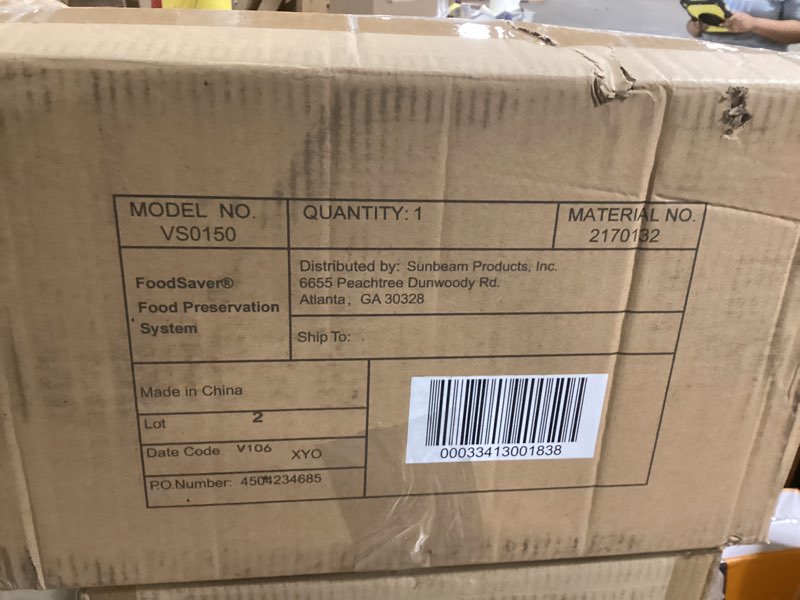 MODEL NO.
VS0150
QUANTITY: 1
MATERIAL NO.
2170132
FoodSaver®
Food Preservation
System
Distributed by: Sunbeam Products, Inc.
6655 Peachtree Dunwoody Rd.
Atlanta, GA 30328
Ship To:
Made in China
Lot 2
Date Code V106 XYO
P.O.Number: 4504234685
00033413001838